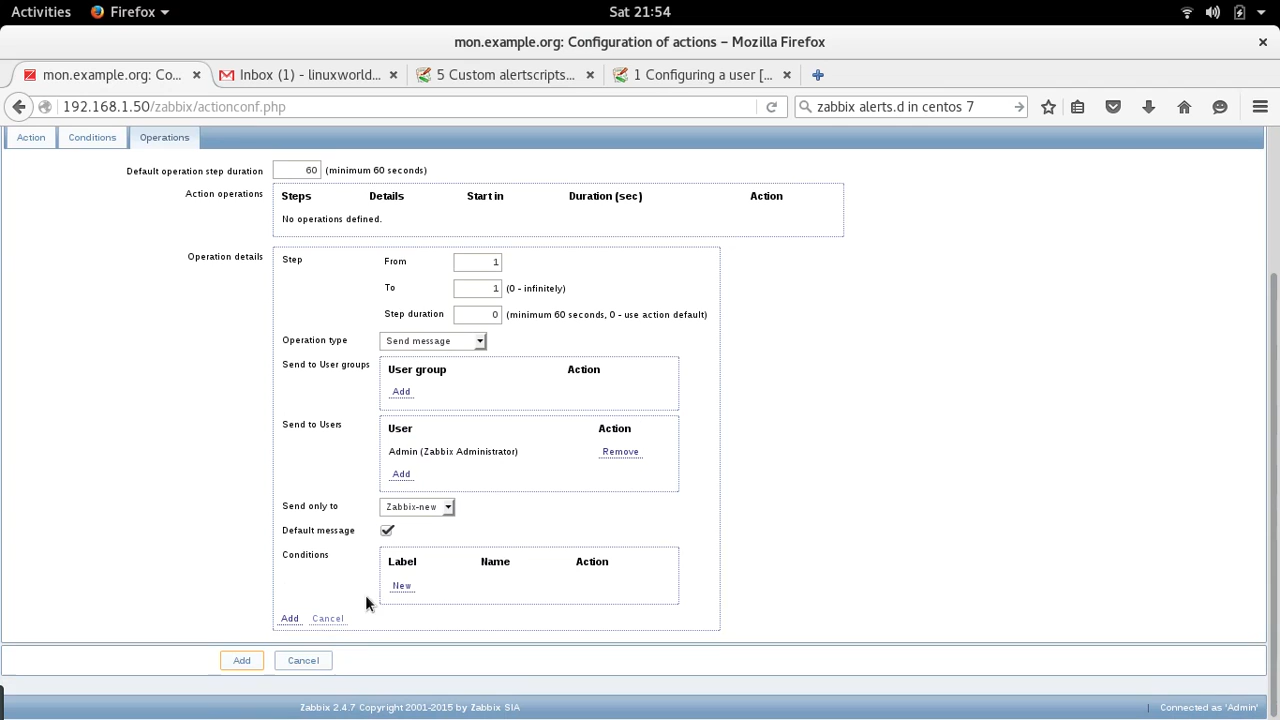 Activities Firefox Sat 21:54
mon.example.org: Configuration of actions – Mozilla Firefox
mon.example.org: Co... Inbox (1) - linuxworld... 5 Custom alertscripts... 1 Configuring a user [...
192.168.1.50/zabbix/actionconf.php zabbix alerts.d in centos 7
Action Conditions Operations
Default operation step duration 60 (minimum 60 seconds)
Action operations Steps Details Start in Duration (sec) Action
No operations defined.
Operation details Step From 1
To 1 (0 - infinitely)
Step duration 0 (minimum 60 seconds, 0 - use action default)
Operation type Send message
Send to User groups User group Action
Add
Send to Users User Action
Admin (Zabbix Administrator) Remove
Add
Send only to Zabbix-new
Default message
Conditions Label Name Action
New
Add Cancel
Add Cancel
Zabbix 2.4.7 Copyright 2001-2015 by Zabbix SIA | Connected as 'Admin'